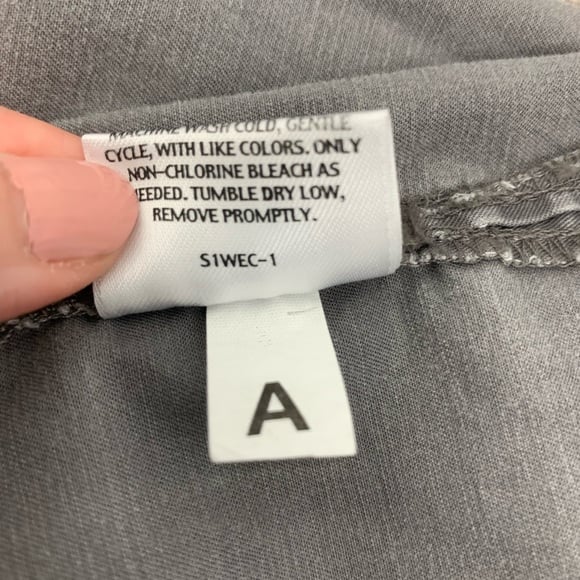 MACHINE WASH COLD, GENTLE
CYCLE, WITH LIKE COLORS. ONLY
NON-CHLORINE BLEACH AS
NEEDED. TUMBLE DRY LOW,
REMOVE PROMPTLY.
S1WEC-1
A